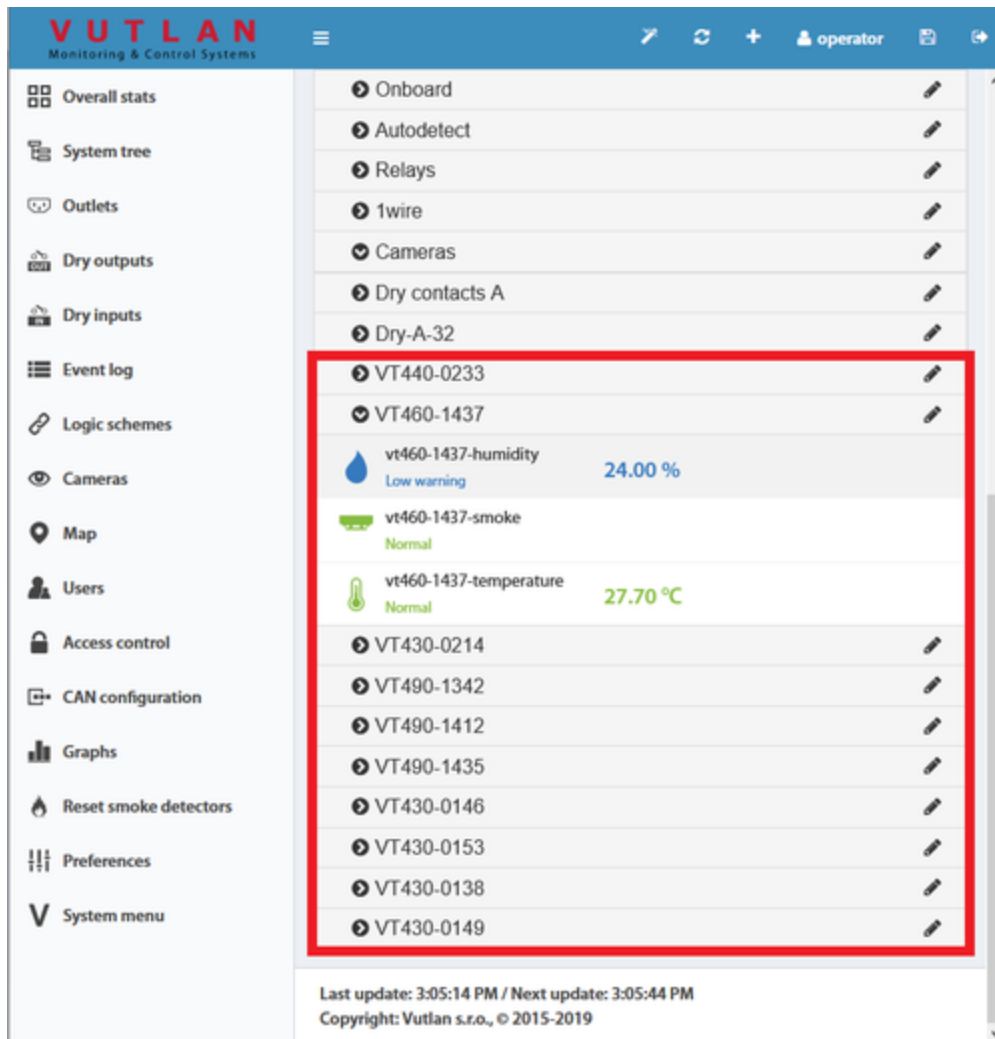 VUTLAN
Monitoring & Control Systems
operator
Overall stats
System tree
Outlets
OUT
Dry outputs
IN
Dry inputs
Event log
Logic schemes
Cameras
Map
Users
Access control
CAN configuration
Graphs
Reset smoke detectors
Preferences
V System menu
Onboard
Autodetect
Relays
1wire
Cameras
Dry contacts A
Dry-A-32
VT440-0233
VT460-1437
vt460-1437-humidity
Low warning
24.00 %
vt460-1437-smoke
Normal
vt460-1437-temperature
Normal
27.70 °C
VT430-0214
VT490-1342
VT490-1412
VT490-1435
VT430-0146
VT430-0153
VT430-0138
VT430-0149
Last update: 3:05:14 PM / Next update: 3:05:44 PM
Copyright: Vutlan s.r.o., © 2015-2019